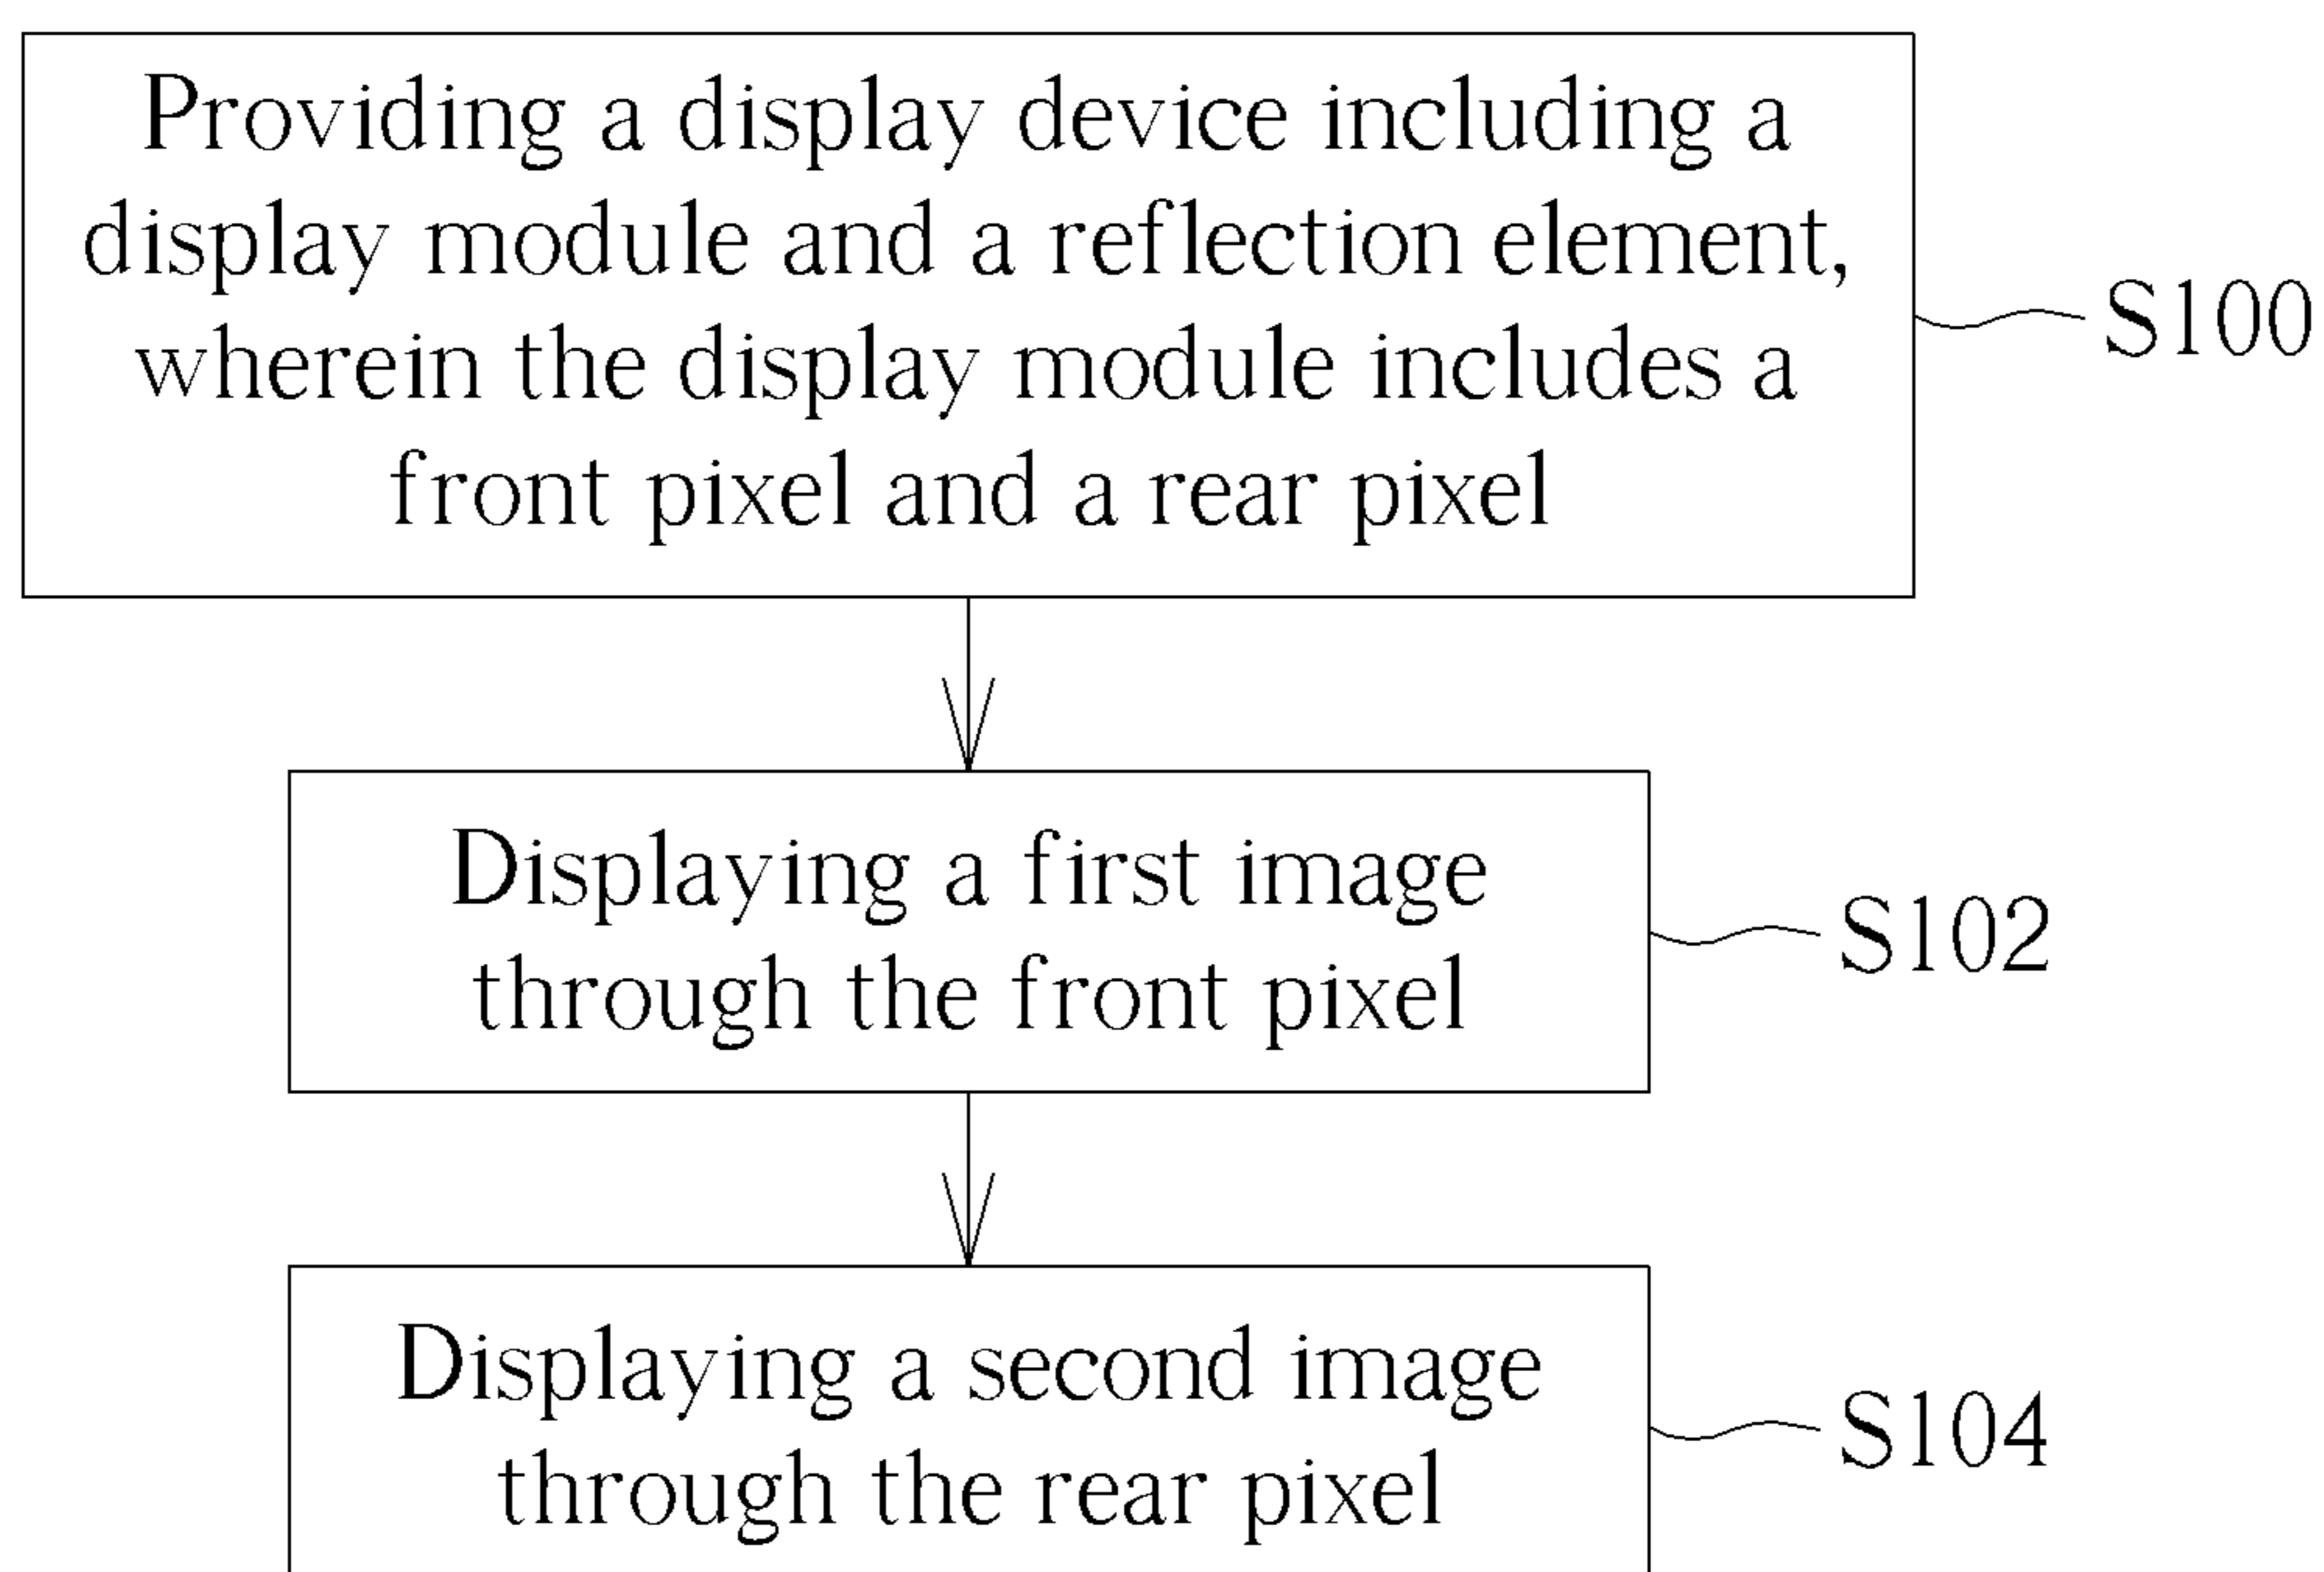 Providing a display device including a
display module and a reflection element,
wherein the display module includes a
front pixel and a rear pixel
S100
Displaying a first image
through the front pixel
S102
Displaying a second image
through the rear pixel
S104